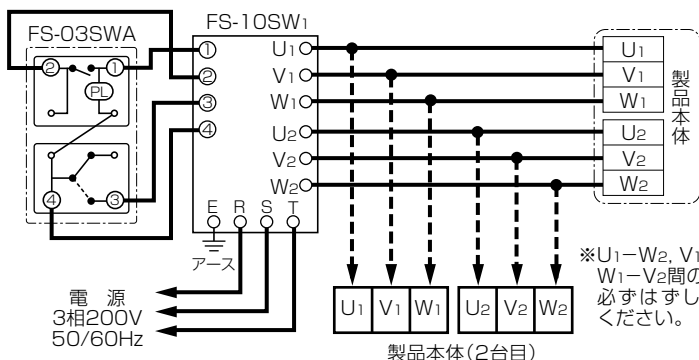 FS-10SW1
FS-03SWA
② ① PL
④ ③
① U1
② V1
③ W1
④ U2
V2
W2
E R S T
アース
電 源
3相200V
50/60Hz
U1
V1
W1
U2
V2
W2
製品本体
U1 V1 W1 U2 V2 W2
製品本体(2台目)
※U1−W2, V1
W1−V2間の
必ずはずし
ください。